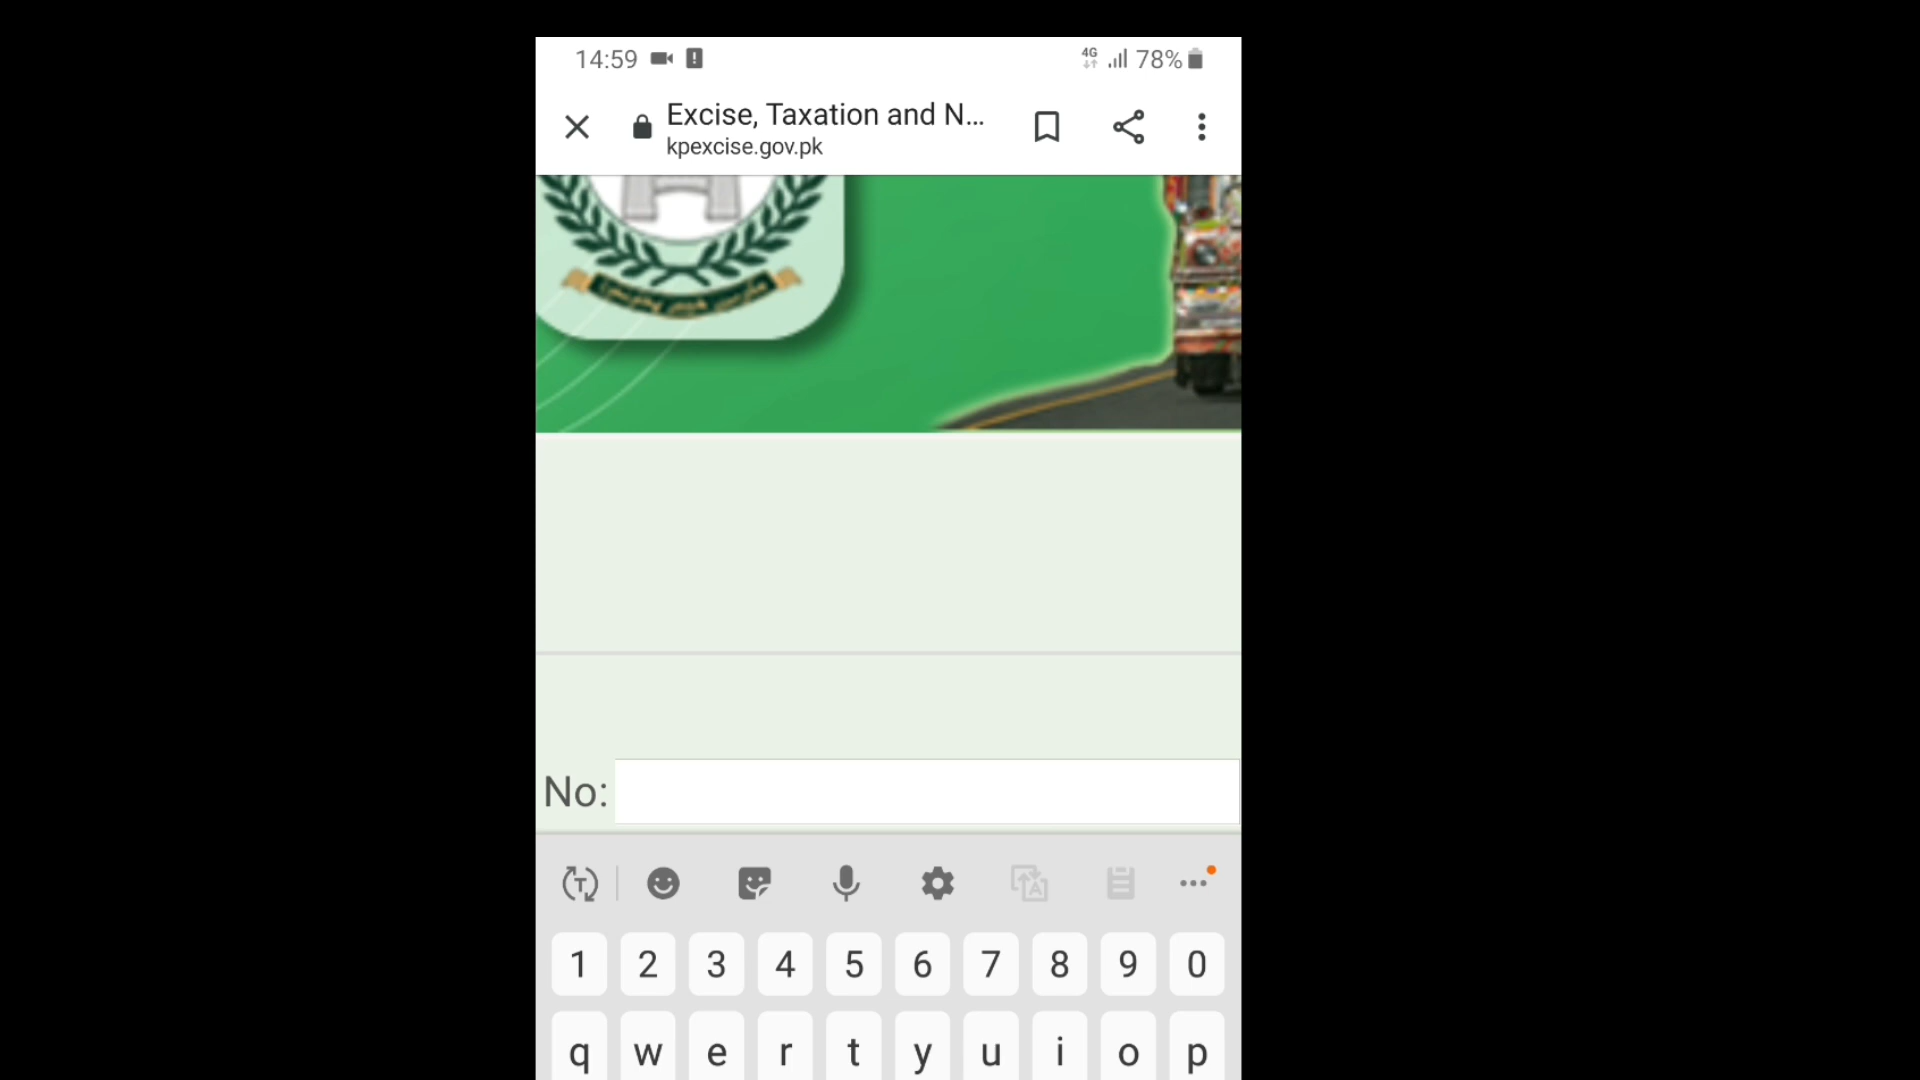 14:59
4G 78%
Excise, Taxation and N...
kpexcise.gov.pk
No:
1 2 3 4 5 6 7 8 9 0
q w e r t y u i o p